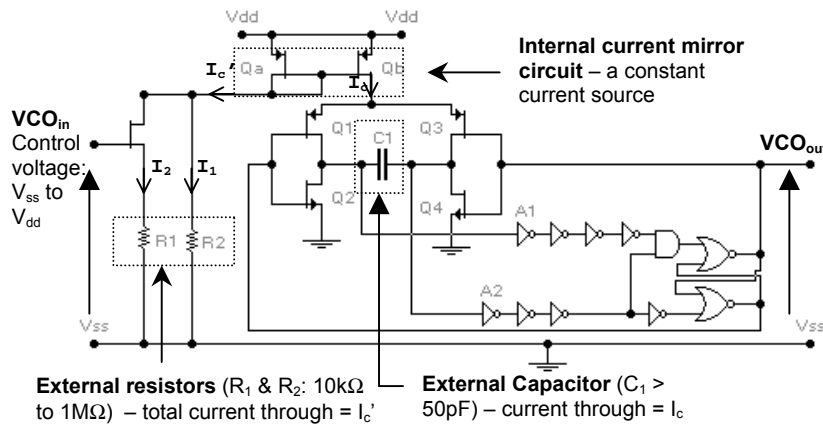 Vdd
Vdd
Internal current mirror
circuit – a constant
current source
Qa
Qb
Ic'
Ic
VCOin
Control
voltage:
Vss to
Vdd
I2
I1
Q1
Q3
C1
VCOout
Q2
Q4
A1
R1
R2
A2
Vss
Vss
External resistors (R1 & R2: 10kΩ
to 1MΩ) – total current through = Ic'
External Capacitor (C1 >
50pF) – current through = Ic